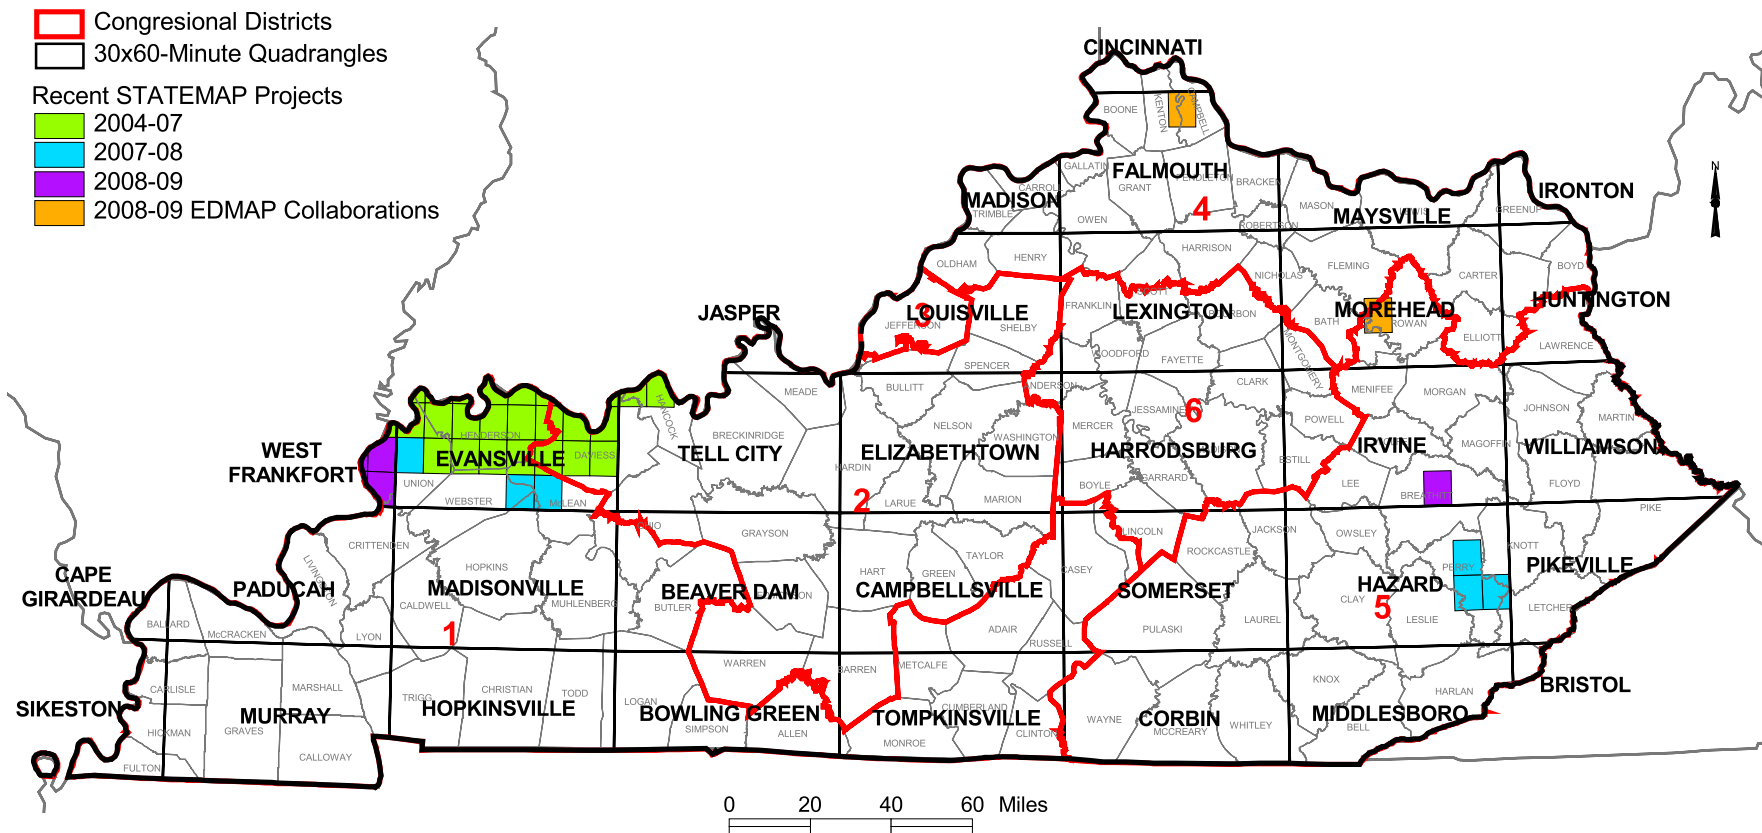 Congresional Districts
30x60-Minute Quadrangles
Recent STATEMAP Projects
2004-07
2007-08
2008-09
2008-09 EDMAP Collaborations
CINCINNATI
BOONE
KENTON
CAMPBELL
N
GALLATIN
FALMOUTH
PENDLETON
BRACKEN
GRANT
CARROLL
MADISON
TRIMBLE
OWEN
4
MASON
MAYSVILLE
LEWIS
GREENUP
IRONTON
ROBERTSON
HARRISON
OLDHAM
HENRY
NICHOLAS
FLEMING
CARTER
BOYD
JASPER
3
LOUISVILLE
JEFFERSON
SHELBY
FRANKLIN
SCOTT
LEXINGTON
BOURBON
MOREHEAD
BATH
ROWAN
HUNTINGTON
ELLIOTT
LAWRENCE
SPENCER
WOODFORD
FAYETTE
MONTGOMERY
MEADE
BULLITT
ANDERSON
CLARK
MENIFEE
MORGAN
HANCOCK
JESSAMINE
6
JOHNSON
MARTIN
HENDERSON
BRECKINRIDGE
NELSON
WASHINGTON
MERCER
POWELL
WEST
FRANKFORT
EVANSVILLE
DAVIESS
TELL CITY
HARDIN
ELIZABETHTOWN
HARRODSBURG
ESTILL
IRVINE
MAGOFFIN
WILLIAMSON
UNION
WEBSTER
McLEAN
2
LARUE
MARION
BOYLE
GARRARD
LEE
BREATHITT
FLOYD
PIKE
OHIO
GRAYSON
LINCOLN
JACKSON
OWSLEY
CRITTENDEN
LIVINGSTON
HOPKINS
HART
GREEN
TAYLOR
CASEY
ROCKCASTLE
PERRY
KNOTT
PIKEVILLE
CAPE
GIRARDEAU
PADUCAH
MADISONVILLE
BEAVER DAM
CAMPBELLSVILLE
SOMERSET
HAZARD
CALDWELL
MUHLENBERG
BUTLER
CLAY
5
LETCHER
BALLARD
McCRACKEN
LYON
1
ADAIR
RUSSELL
PULASKI
LAUREL
LESLIE
WARREN
BARREN
METCALFE
CARLISLE
MARSHALL
TRIGG
CHRISTIAN
TODD
LOGAN
KNOX
HARLAN
BRISTOL
SIKESTON
MURRAY
HOPKINSVILLE
BOWLING GREEN
CUMBERLAND
TOMPKINSVILLE
WAYNE
CORBIN
MIDDLESBORO
HICKMAN
GRAVES
SIMPSON
ALLEN
MONROE
CLINTON
McCREARY
WHITLEY
BELL
FULTON
CALLOWAY
0 20 40 60 Miles